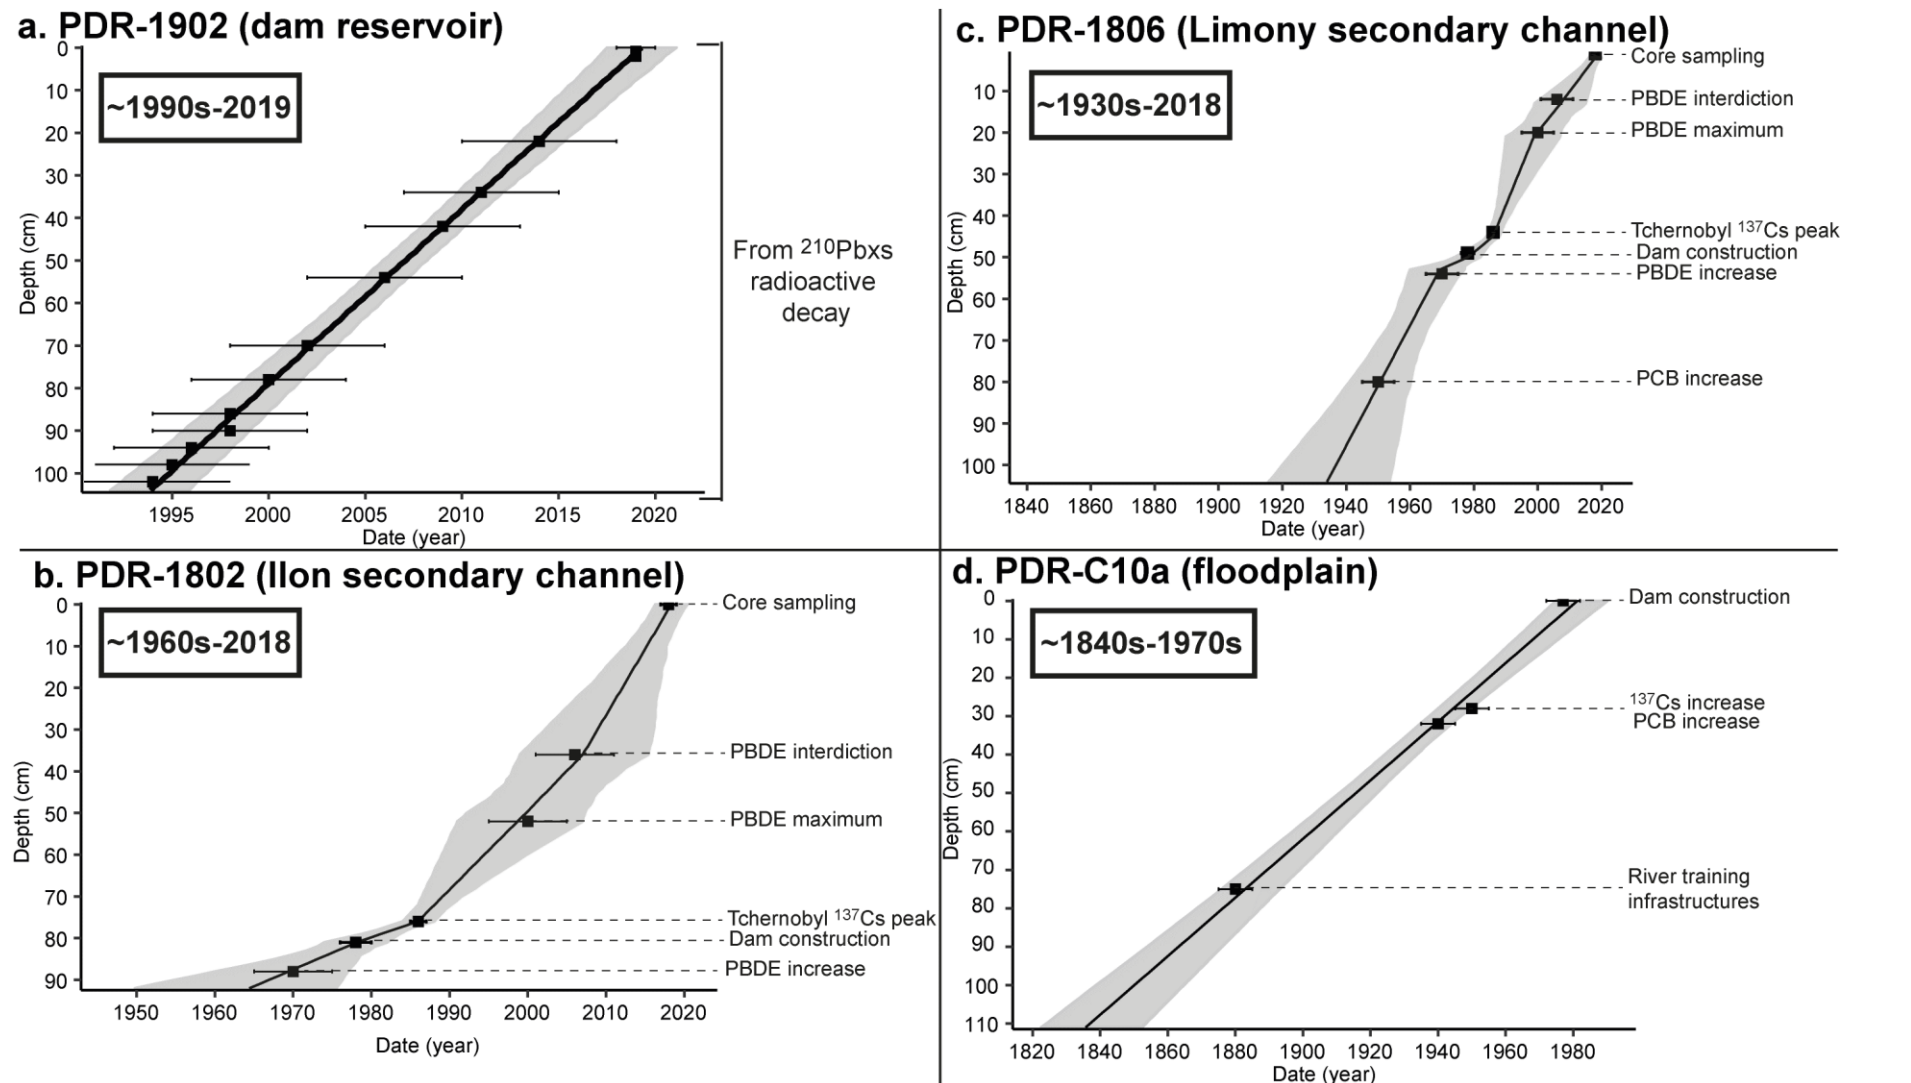 a. PDR-1902 (dam reservoir)
~1990s-2019
0
10
20
30
40
50
60
70
80
90
100
Depth (cm)
1995 2000 2005 2010 2015 2020
Date (year)
From 210Pbxs
radioactive
decay
c. PDR-1806 (Limony secondary channel)
~1930s-2018
10
20
30
40
50
60
70
80
90
100
Depth (cm)
1840 1860 1880 1900 1920 1940 1960 1980 2000 2020
Date (year)
Core sampling
PBDE interdiction
PBDE maximum
Tchernobyl 137Cs peak
Dam construction
PBDE increase
PCB increase
b. PDR-1802 (Ilon secondary channel)
~1960s-2018
0
10
20
30
40
50
60
70
80
90
Depth (cm)
1950 1960 1970 1980 1990 2000 2010 2020
Date (year)
Core sampling
PBDE interdiction
PBDE maximum
Tchernobyl 137Cs peak
Dam construction
PBDE increase
d. PDR-C10a (floodplain)
~1840s-1970s
0
10
20
30
40
50
60
70
80
90
100
110
Depth (cm)
1820 1840 1860 1880 1900 1920 1940 1960 1980
Date (year)
Dam construction
137Cs increase
PCB increase
River training
infrastructures